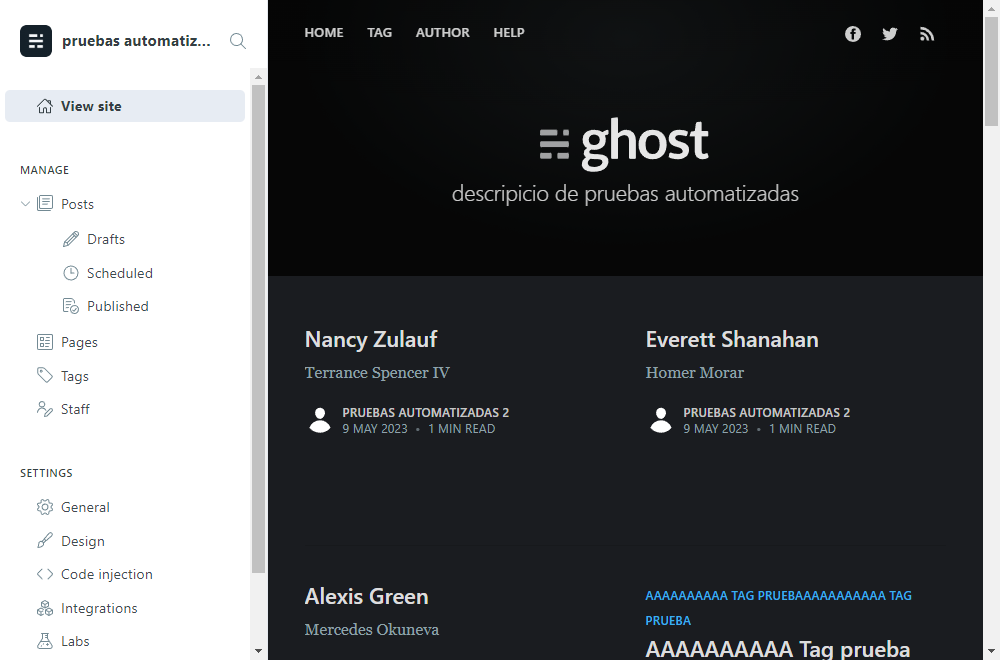 pruebas automatiz...
View site
MANAGE
Posts
Drafts
Scheduled
Published
Pages
Tags
Staff
SETTINGS
General
Design
Code injection
Integrations
Labs
HOME TAG AUTHOR HELP
ghost
descripicio de pruebas automatizadas
Nancy Zulauf
Terrance Spencer IV
PRUEBAS AUTOMATIZADAS 2
9 MAY 2023 • 1 MIN READ
Everett Shanahan
Homer Morar
PRUEBAS AUTOMATIZADAS 2
9 MAY 2023 • 1 MIN READ
Alexis Green
Mercedes Okuneva
AAAAAAAAAA TAG PRUEBAAAAAAAAAAA TAG
PRUEBA
AAAAAAAAAA Tag prueba